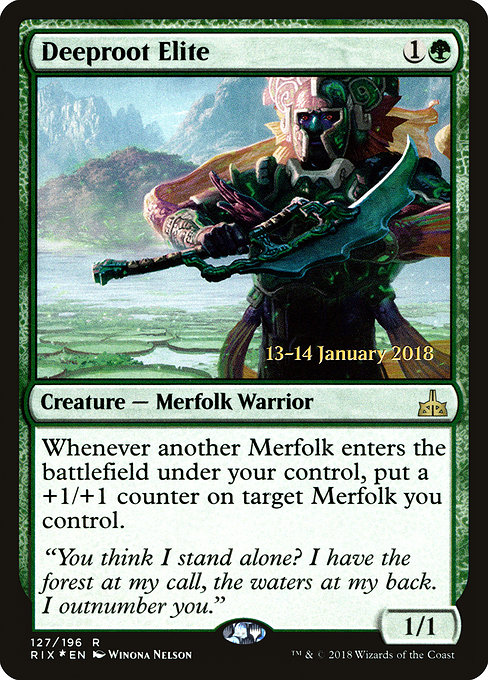 Deeproot Elite 1
13–14 January 2018
Creature — Merfolk Warrior
Whenever another Merfolk enters the
battlefield under your control, put a
+1/+1 counter on target Merfolk you
control.
“You think I stand alone? I have the
forest at my call, the waters at my back.
I outnumber you.”
1/1
127/196 R
RIX★EN Winona Nelson
™ & © 2018 Wizards of the Coast